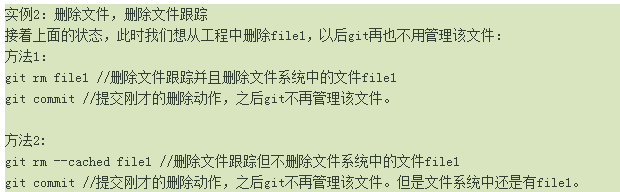 实例2：删除文件，删除文件跟踪
接着上面的状态，此时我们想从工程中删除file1，以后git再也不用管理该文件：
方法1：
git rm file1 //删除文件跟踪并且删除文件系统中的文件file1
git commit //提交刚才的删除动作，之后git不再管理该文件。
方法2：
git rm --cached file1 //删除文件跟踪但不删除文件系统中的文件file1
git commit //提交刚才的删除动作，之后git不再管理该文件。但是文件系统中还是有file1。